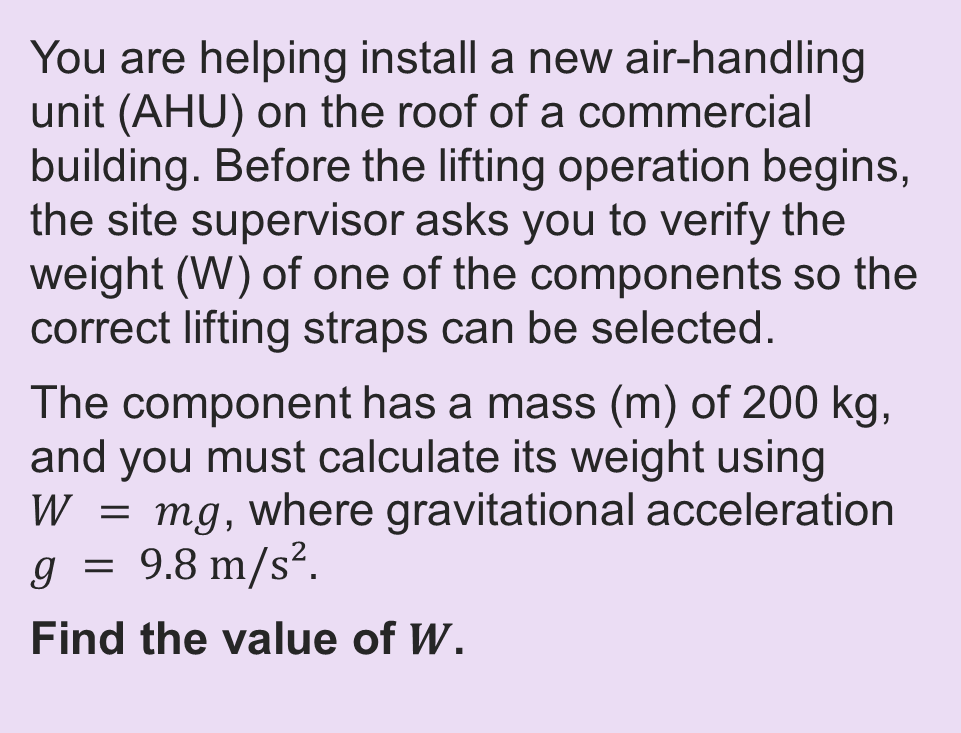 You are helping install a new air-handling
unit (AHU) on the roof of a commercial
building. Before the lifting operation begins,
the site supervisor asks you to verify the
weight (W) of one of the components so the
correct lifting straps can be selected.
The component has a mass (m) of 200 kg,
and you must calculate its weight using
W = mg, where gravitational acceleration
g = 9.8 m/s².
Find the value of W.